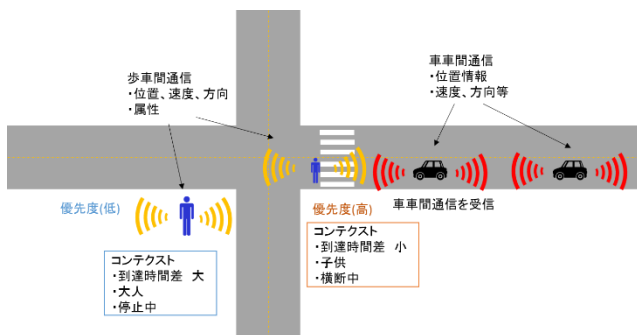 歩車間通信
・位置、速度、方向
・属性
車車間通信
・位置情報
・速度、方向等
優先度(低)
優先度(高)
車車間通信を受信
コンテクスト
・到達時間差 大
・大人
・停止中
コンテクスト
・到達時間差 小
・子供
・横断中